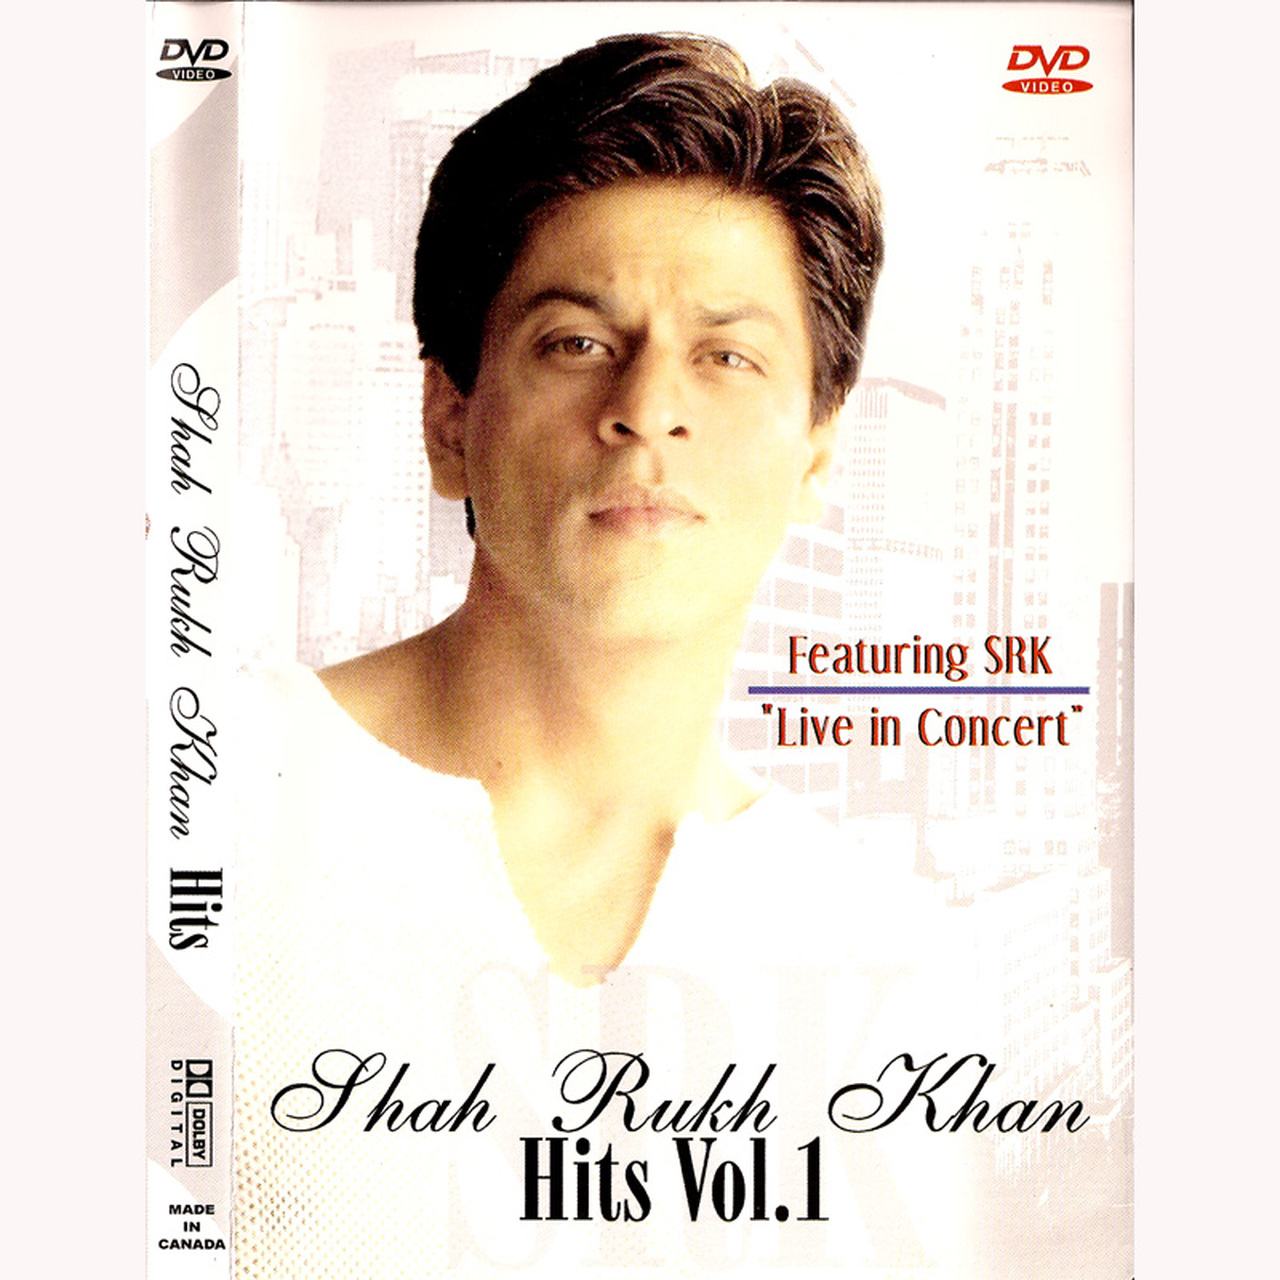 DVD
VIDEO
Shah Rukh Khan Hits
DOLBY
DIGITAL
MADE
IN
CANADA
DVD
VIDEO
Featuring SRK
"Live in Concert"
SRK
Shah Rukh Khan
Hits Vol.1